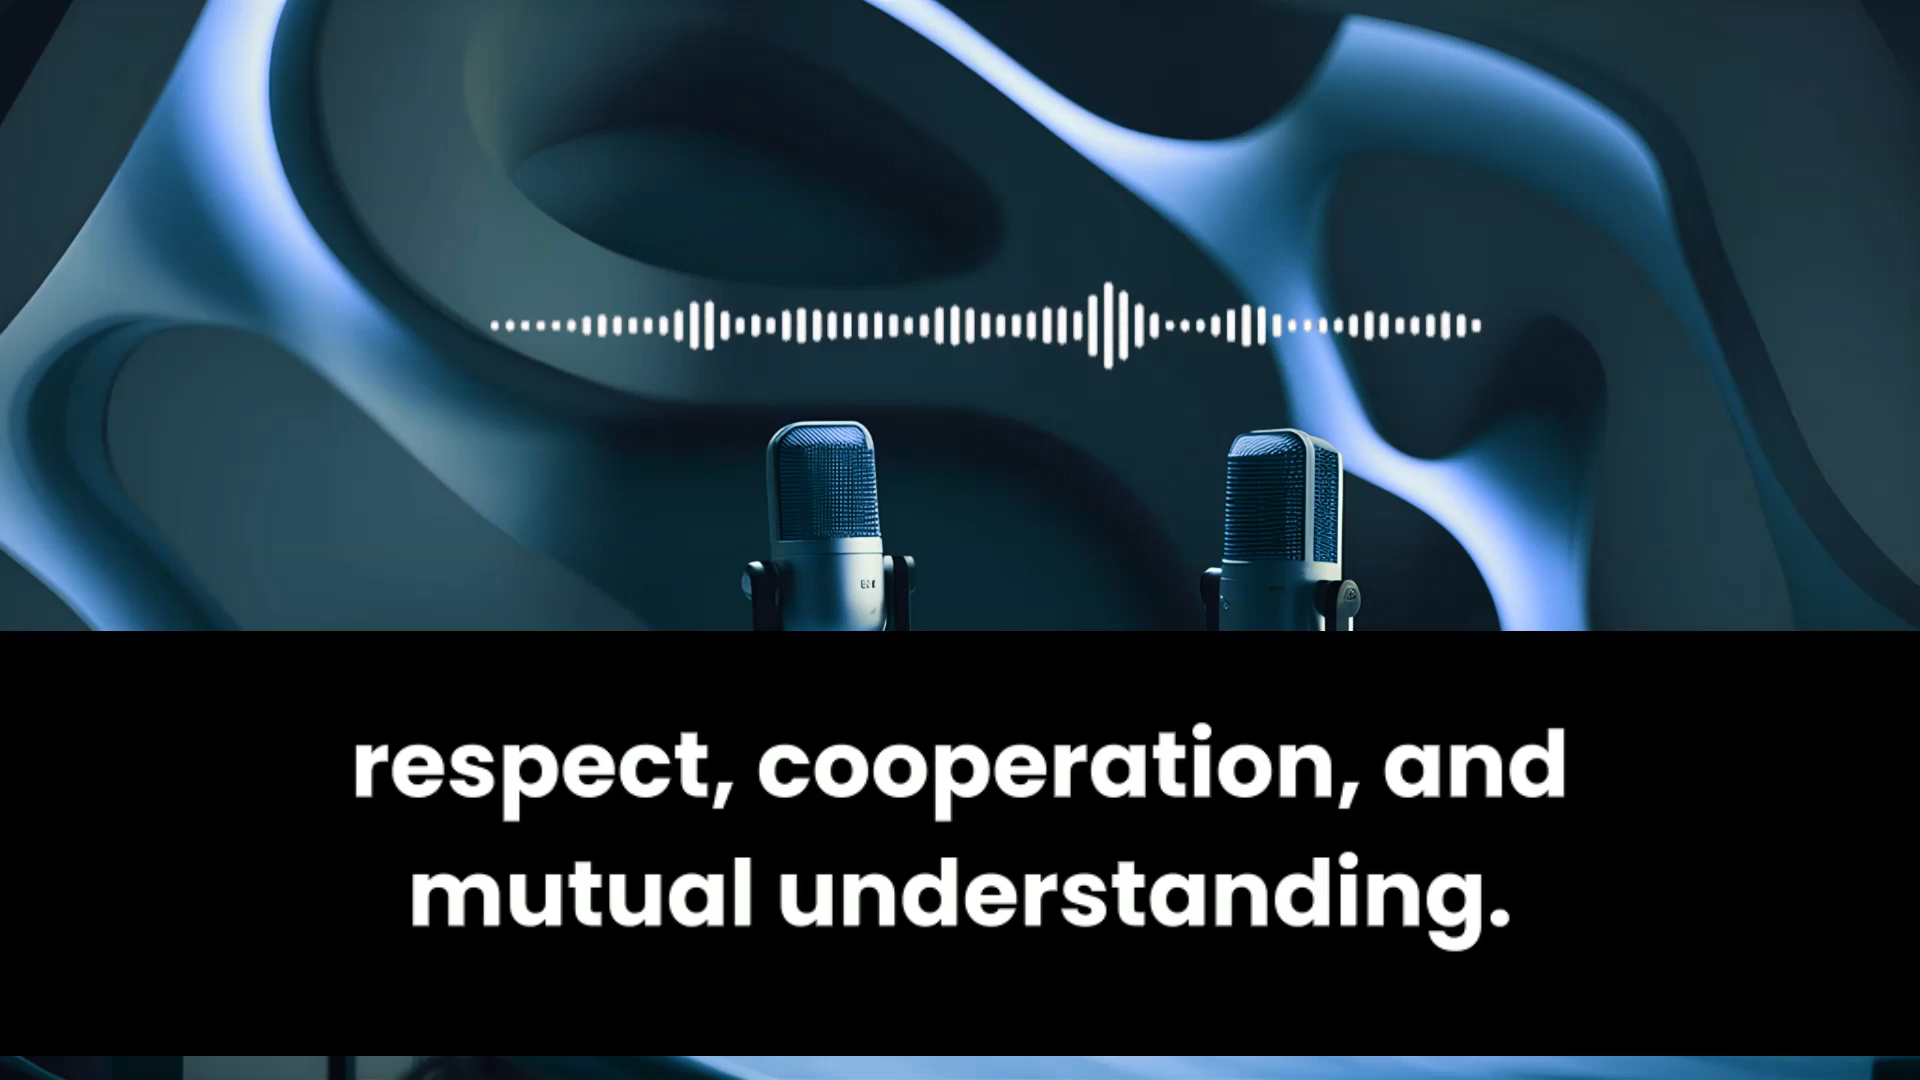 respect, cooperation, and
mutual understanding.